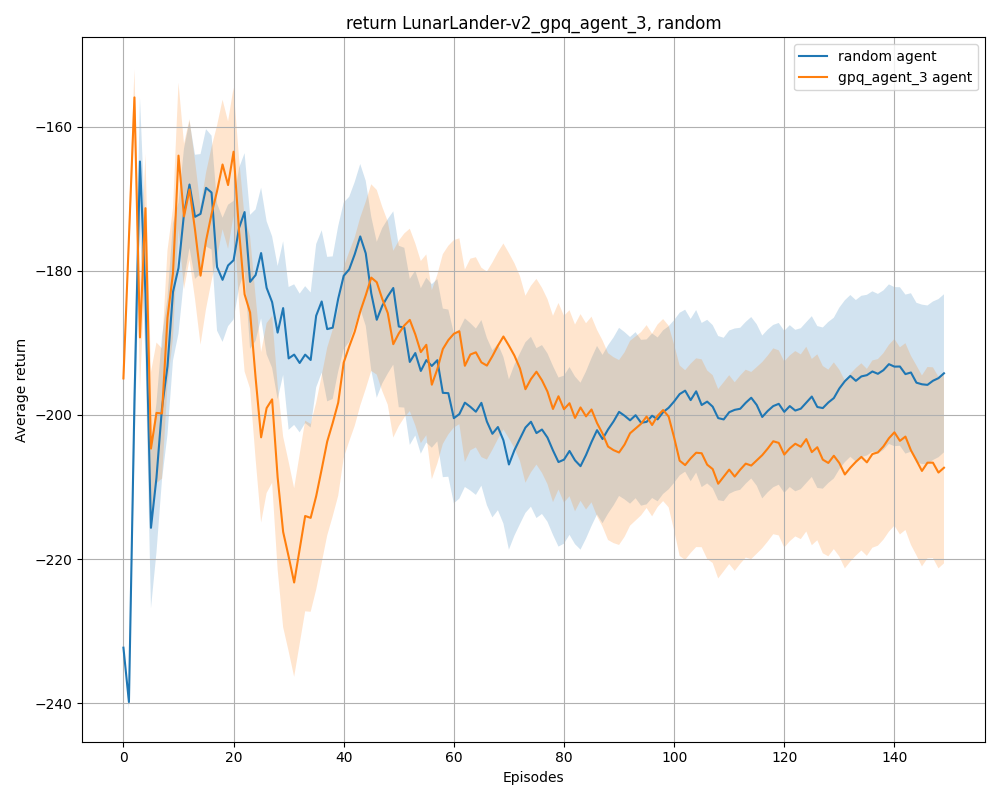 return LunarLander-v2_gpq_agent_3, random
random agent
gpq_agent_3 agent
Average return
−160
−180
−200
−220
−240
0 20 40 60 80 100 120 140
Episodes